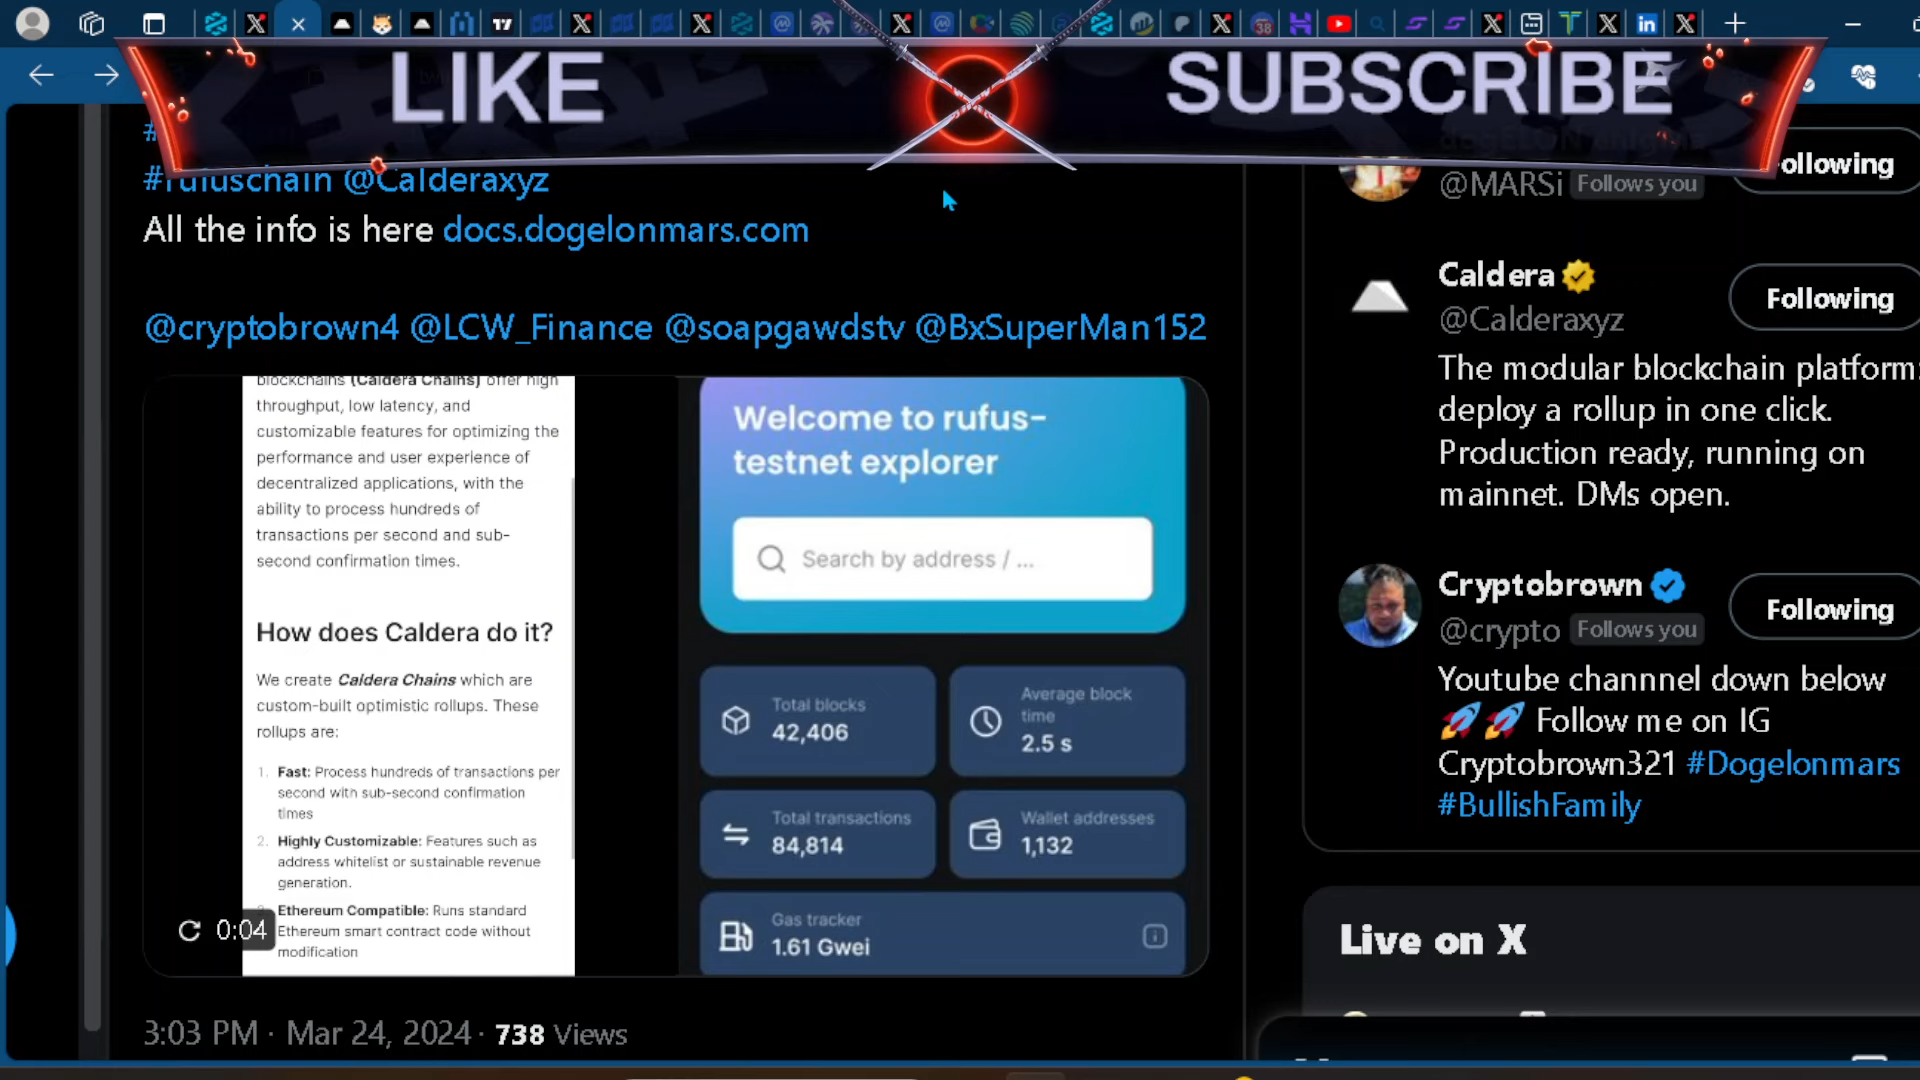 LIKE
SUBSCRIBE
#
#rufuschain @Calderaxyz
All the info is here docs.dogelonmars.com
@cryptobrown4 @LCW_Finance @soapgawdstv @BxSuperMan152
blockchains (Caldera Chains) offer high
throughput, low latency, and
customizable features for optimizing the
performance and user experience of
decentralized applications, with the
ability to process hundreds of
transactions per second and sub-
second confirmation times.
How does Caldera do it?
We create Caldera Chains which are
custom-built optimistic rollups. These
rollups are:
1. Fast: Process hundreds of transactions per
second with sub-second confirmation
times
2. Highly Customizable: Features such as
address whitelist or sustainable revenue
generation.
Ethereum Compatible: Runs standard
Ethereum smart contract code without
modification
0:04
Welcome to rufus-
testnet explorer
Search by address / ...
Total blocks
42,406
Average block
time
2.5 s
Total transactions
84,814
Wallet addresses
1,132
Gas tracker
1.61 Gwei
3:03 PM · Mar 24, 2024 · 738 Views
@MARSi Follows you
ollowing
Caldera
@Calderaxyz
Following
The modular blockchain platform:
deploy a rollup in one click.
Production ready, running on
mainnet. DMs open.
Cryptobrown
@crypto Follows you
Following
Youtube channnel down below
🚀🚀 Follow me on IG
Cryptobrown321 #Dogelonmars
#BullishFamily
Live on X